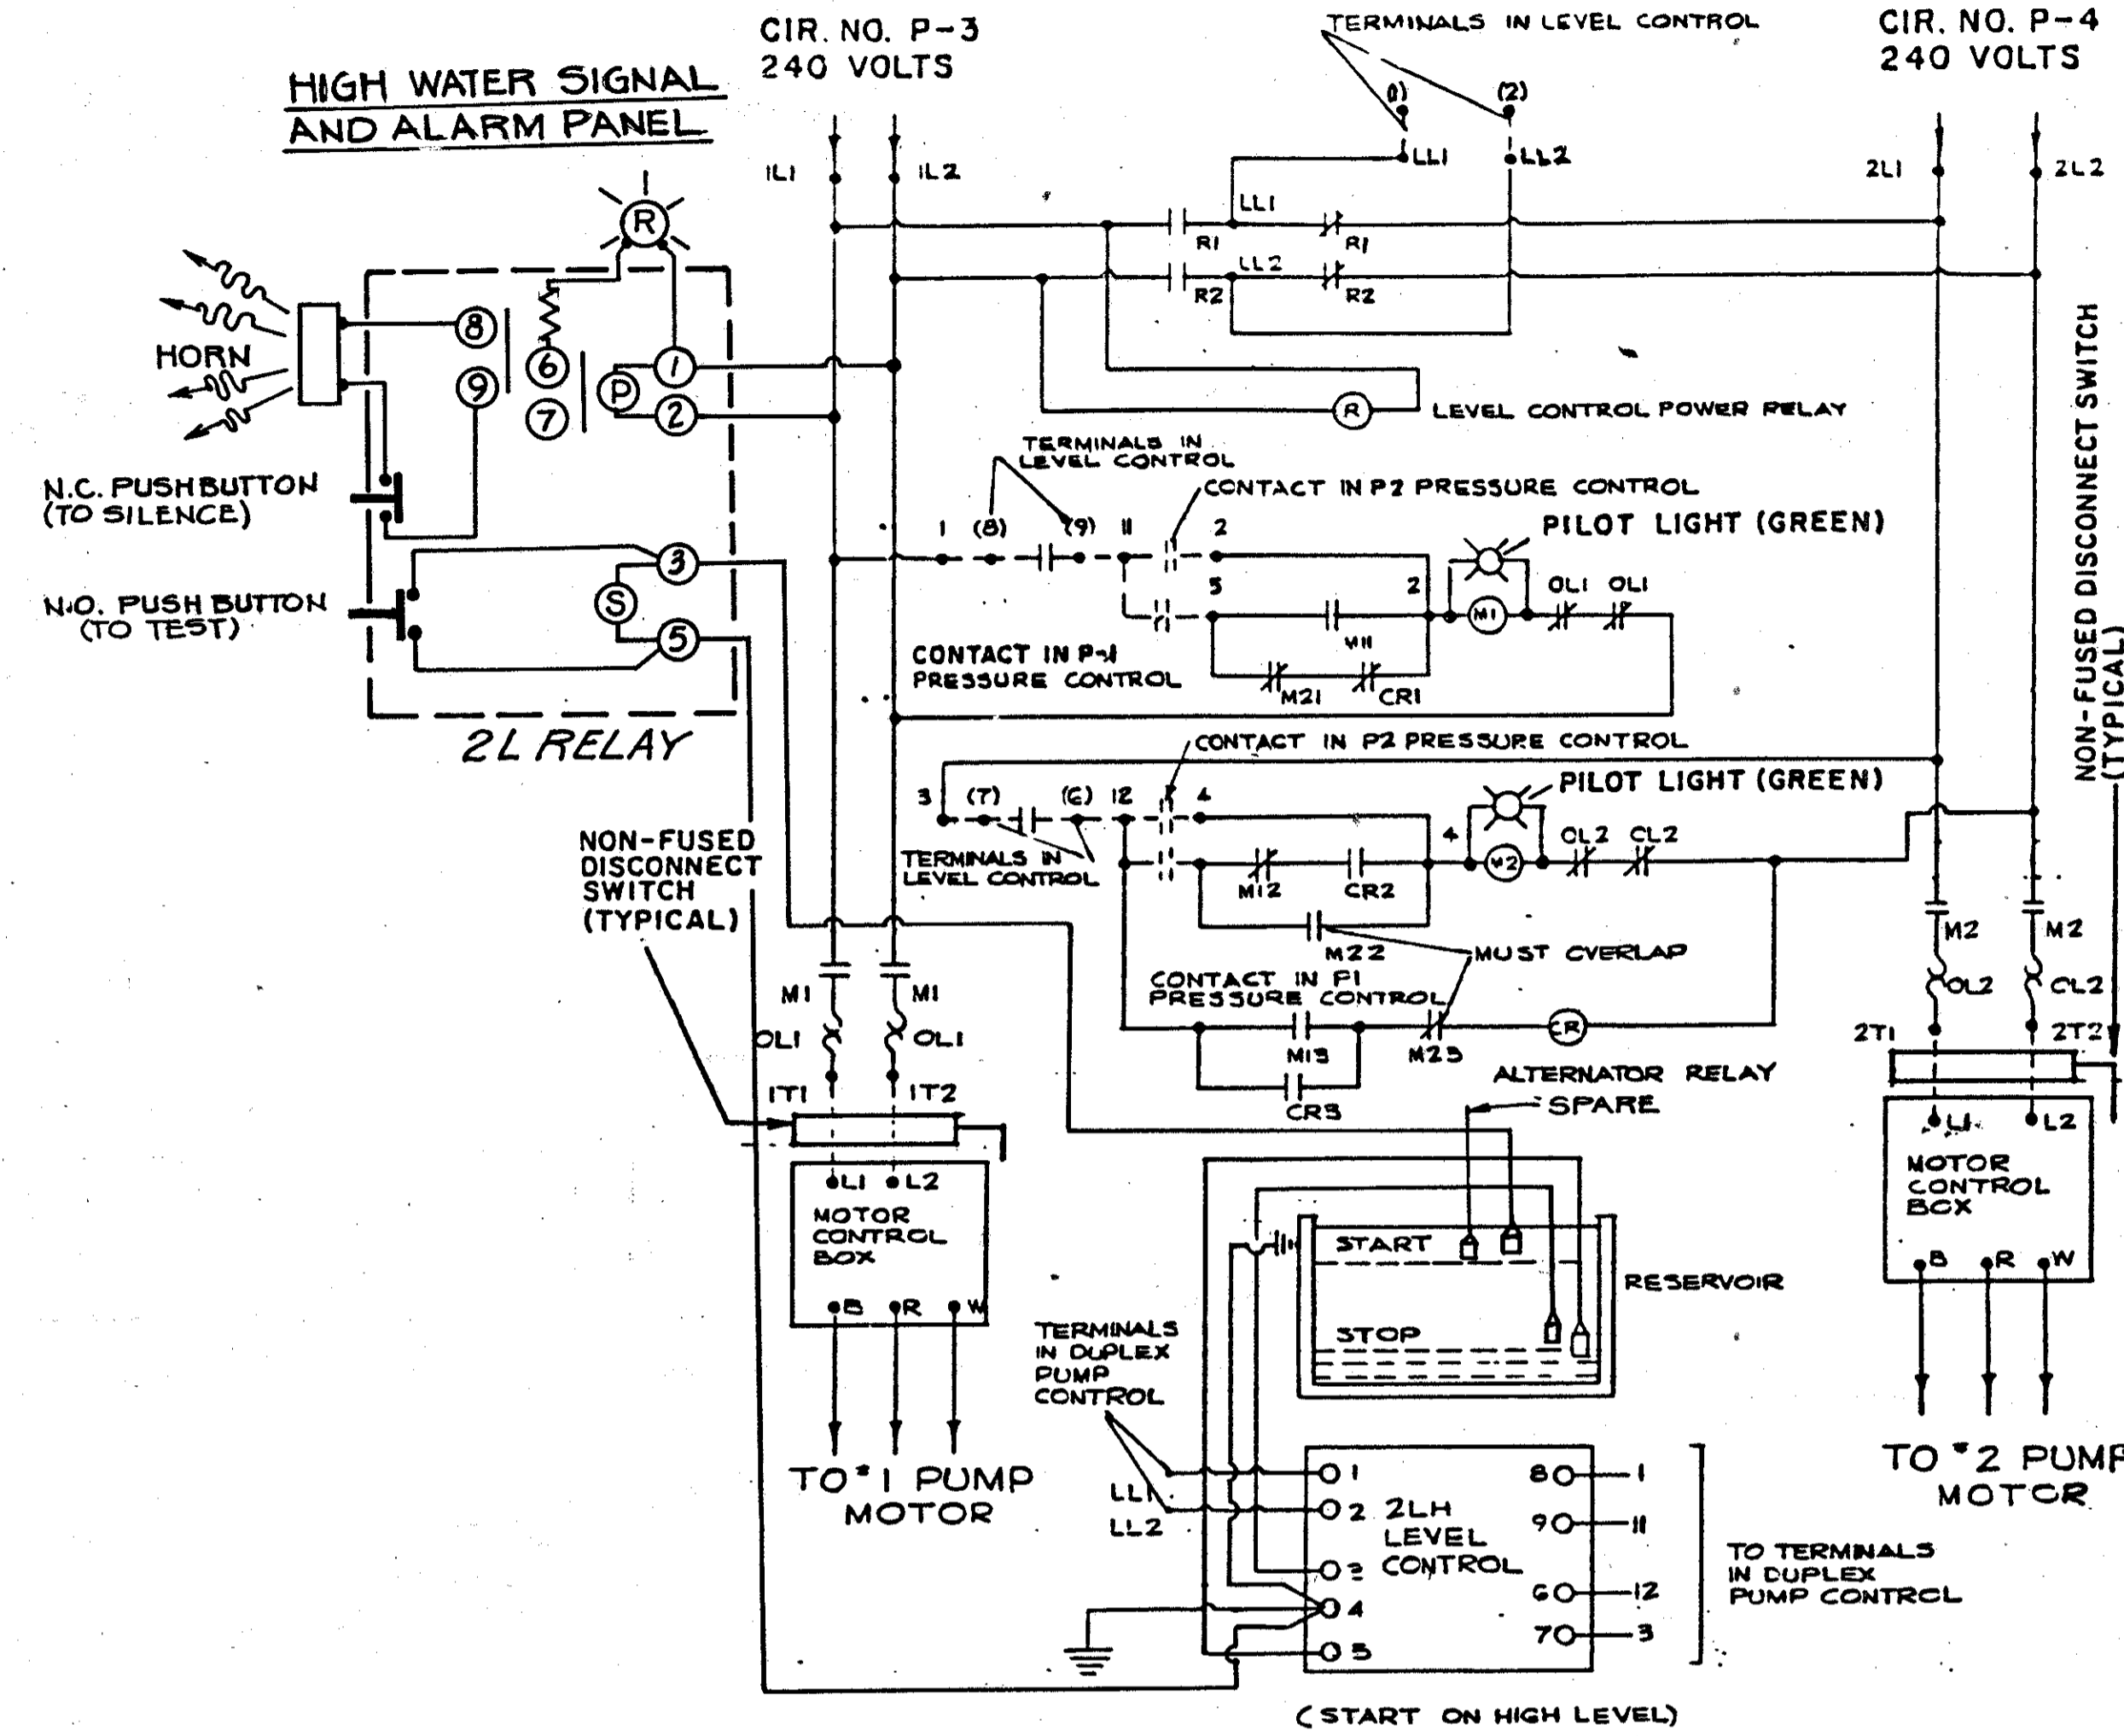 CIR. NO. P-3
240 VOLTS
TERMINALS IN LEVEL CONTROL
CIR. NO. P-4
240 VOLTS
HIGH WATER SIGNAL
AND ALARM PANEL
(1)
(2)
LL1
LL2
1L1
1L2
2L1
2L2
R
LL1
R1
R1
LL2
R2
R2
HORN
8
9
6
7
P
1
2
R
LEVEL CONTROL POWER RELAY
NON-FUSED DISCONNECT SWITCH
(TYPICAL)
TERMINALS IN
LEVEL CONTROL
CONTACT IN P2 PRESSURE CONTROL
N.C. PUSHBUTTON
(TO SILENCE)
1
(8)
(9)
11
2
PILOT LIGHT (GREEN)
3
S
5
N.O. PUSH BUTTON
(TO TEST)
5
2
M1
OL1
OL1
M11
CONTACT IN P-1
PRESSURE CONTROL
M21
CR1
2L RELAY
CONTACT IN P2 PRESSURE CONTROL
PILOT LIGHT (GREEN)
3
(7)
(6)
12
4
4
M2
OL2
OL2
TERMINALS IN
LEVEL CONTROL
M12
CR2
NON-FUSED
DISCONNECT
SWITCH
(TYPICAL)
M22
MUST OVERLAP
M2
M2
CONTACT IN P1
PRESSURE CONTROL
M1
M1
OL2
OL2
OL1
OL1
M13
M23
CR
2T1
2T2
CR3
ALTERNATOR RELAY
SPARE
1T1
1T2
L1
L2
MOTOR
CONTROL
BOX
B
R
W
L1
L2
MOTOR
CONTROL
BOX
B
R
W
START
STOP
RESERVOIR
TERMINALS
IN DUPLEX
PUMP
CONTROL
TO #1 PUMP
MOTOR
TO #2 PUMP
MOTOR
LL1
LL2
1
2
3
4
5
2LH
LEVEL
CONTROL
8
1
9
11
6
12
7
3
TO TERMINALS
IN DUPLEX
PUMP CONTROL
(START ON HIGH LEVEL)